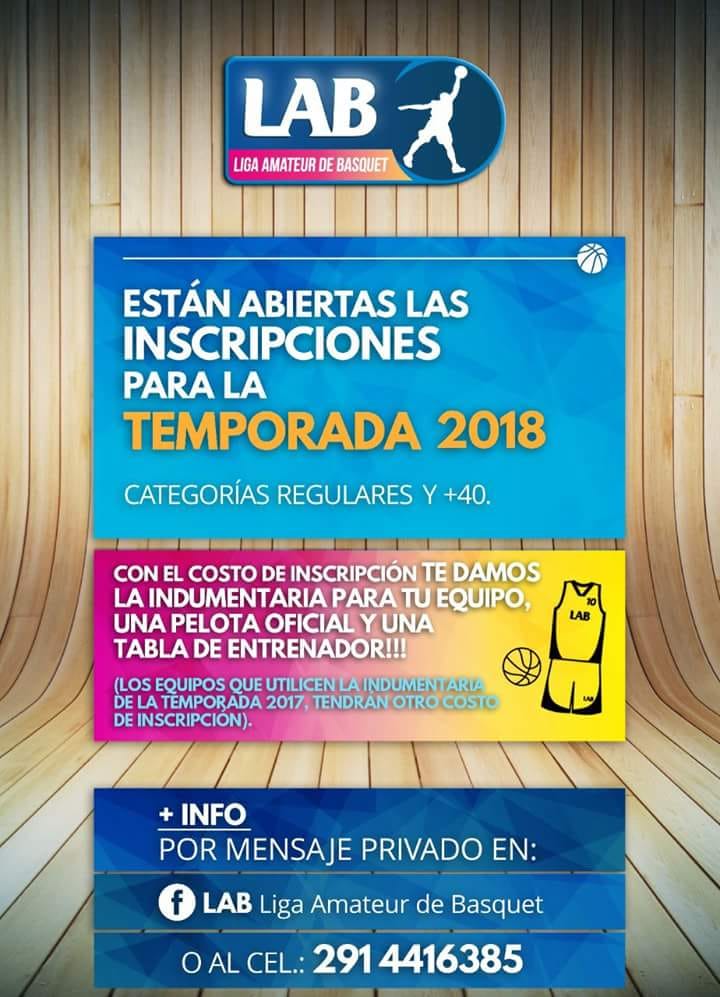 LAB
LIGA AMATEUR DE BASQUET
ESTÁN ABIERTAS LAS
INSCRIPCIONES
PARA LA
TEMPORADA 2018
CATEGORÍAS REGULARES Y +40.
CON EL COSTO DE INSCRIPCIÓN TE DAMOS
LA INDUMENTARIA PARA TU EQUIPO,
UNA PELOTA OFICIAL Y UNA
TABLA DE ENTRENADOR!!!
(LOS EQUIPOS QUE UTILICEN LA INDUMENTARIA
DE LA TEMPORADA 2017, TENDRÁN OTRO COSTO
DE INSCRIPCIÓN).
10
LAB
LAB
+ INFO
POR MENSAJE PRIVADO EN:
f LAB Liga Amateur de Basquet
O AL CEL.: 291 4416385